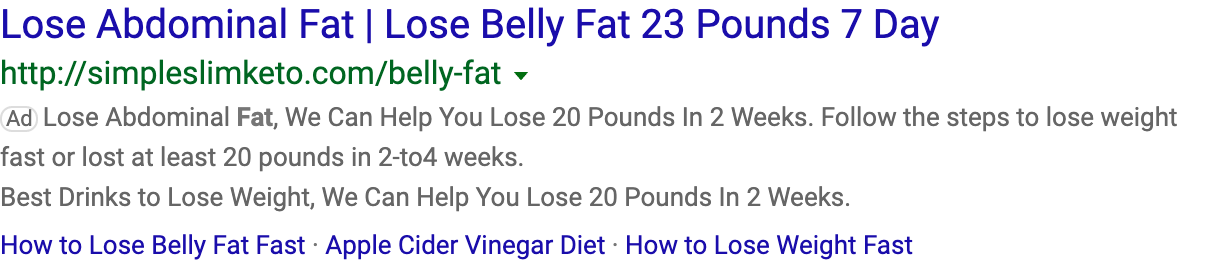 Lose Abdominal Fat | Lose Belly Fat 23 Pounds 7 Day
http://simpleslimketo.com/belly-fat
Ad Lose Abdominal Fat, We Can Help You Lose 20 Pounds In 2 Weeks. Follow the steps to lose weight
fast or lost at least 20 pounds in 2-to4 weeks.
Best Drinks to Lose Weight, We Can Help You Lose 20 Pounds In 2 Weeks.
How to Lose Belly Fat Fast · Apple Cider Vinegar Diet · How to Lose Weight Fast